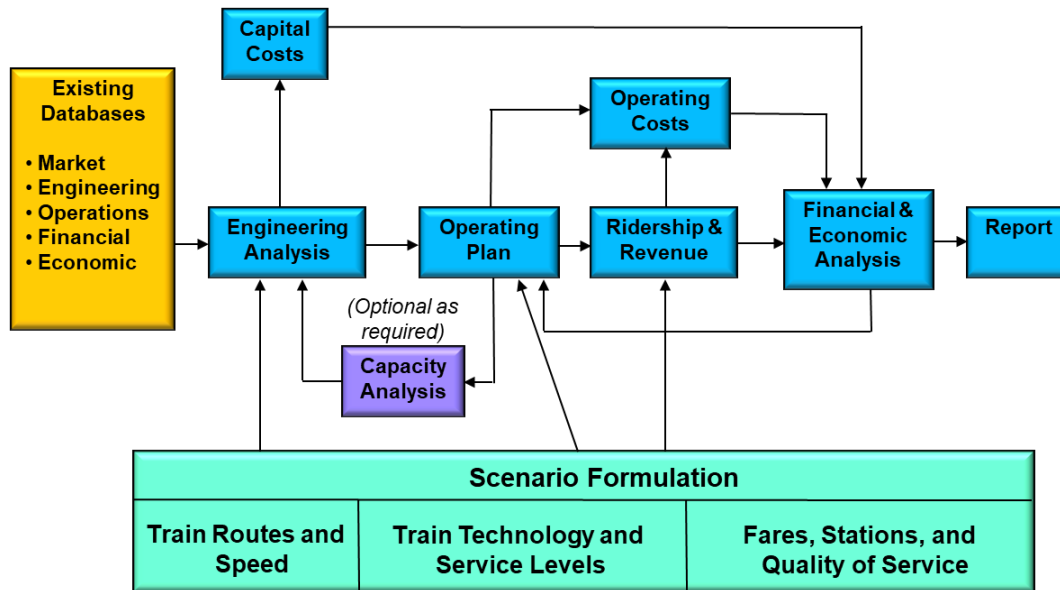 Capital
Costs
Existing
Databases
• Market
• Engineering
• Operations
• Financial
• Economic
Operating
Costs
Engineering
Analysis
Operating
Plan
Ridership &
Revenue
Financial &
Economic
Analysis
Report
(Optional as
required)
Capacity
Analysis
Scenario Formulation
Train Routes and
Speed
Train Technology and
Service Levels
Fares, Stations, and
Quality of Service